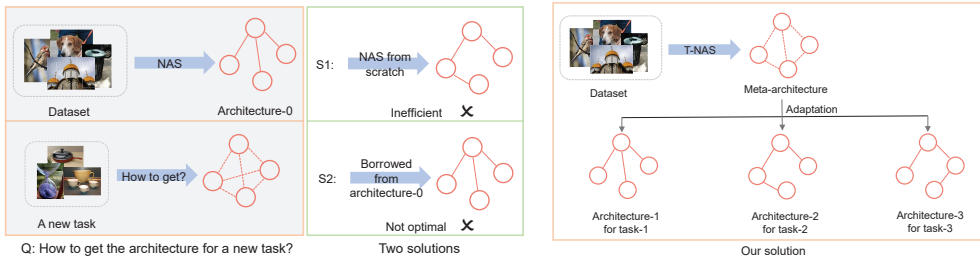 NAS
Dataset
Architecture-0
How to get?
A new task
Q: How to get the architecture for a new task?
S1:
NAS from
scratch
Inefficient ✗
S2:
Borrowed
from
architecture-0
Not optimal ✗
Two solutions
T-NAS
Dataset
Meta-architecture
Adaptation
Architecture-1
for task-1
Architecture-2
for task-2
Architecture-3
for task-3
Our solution